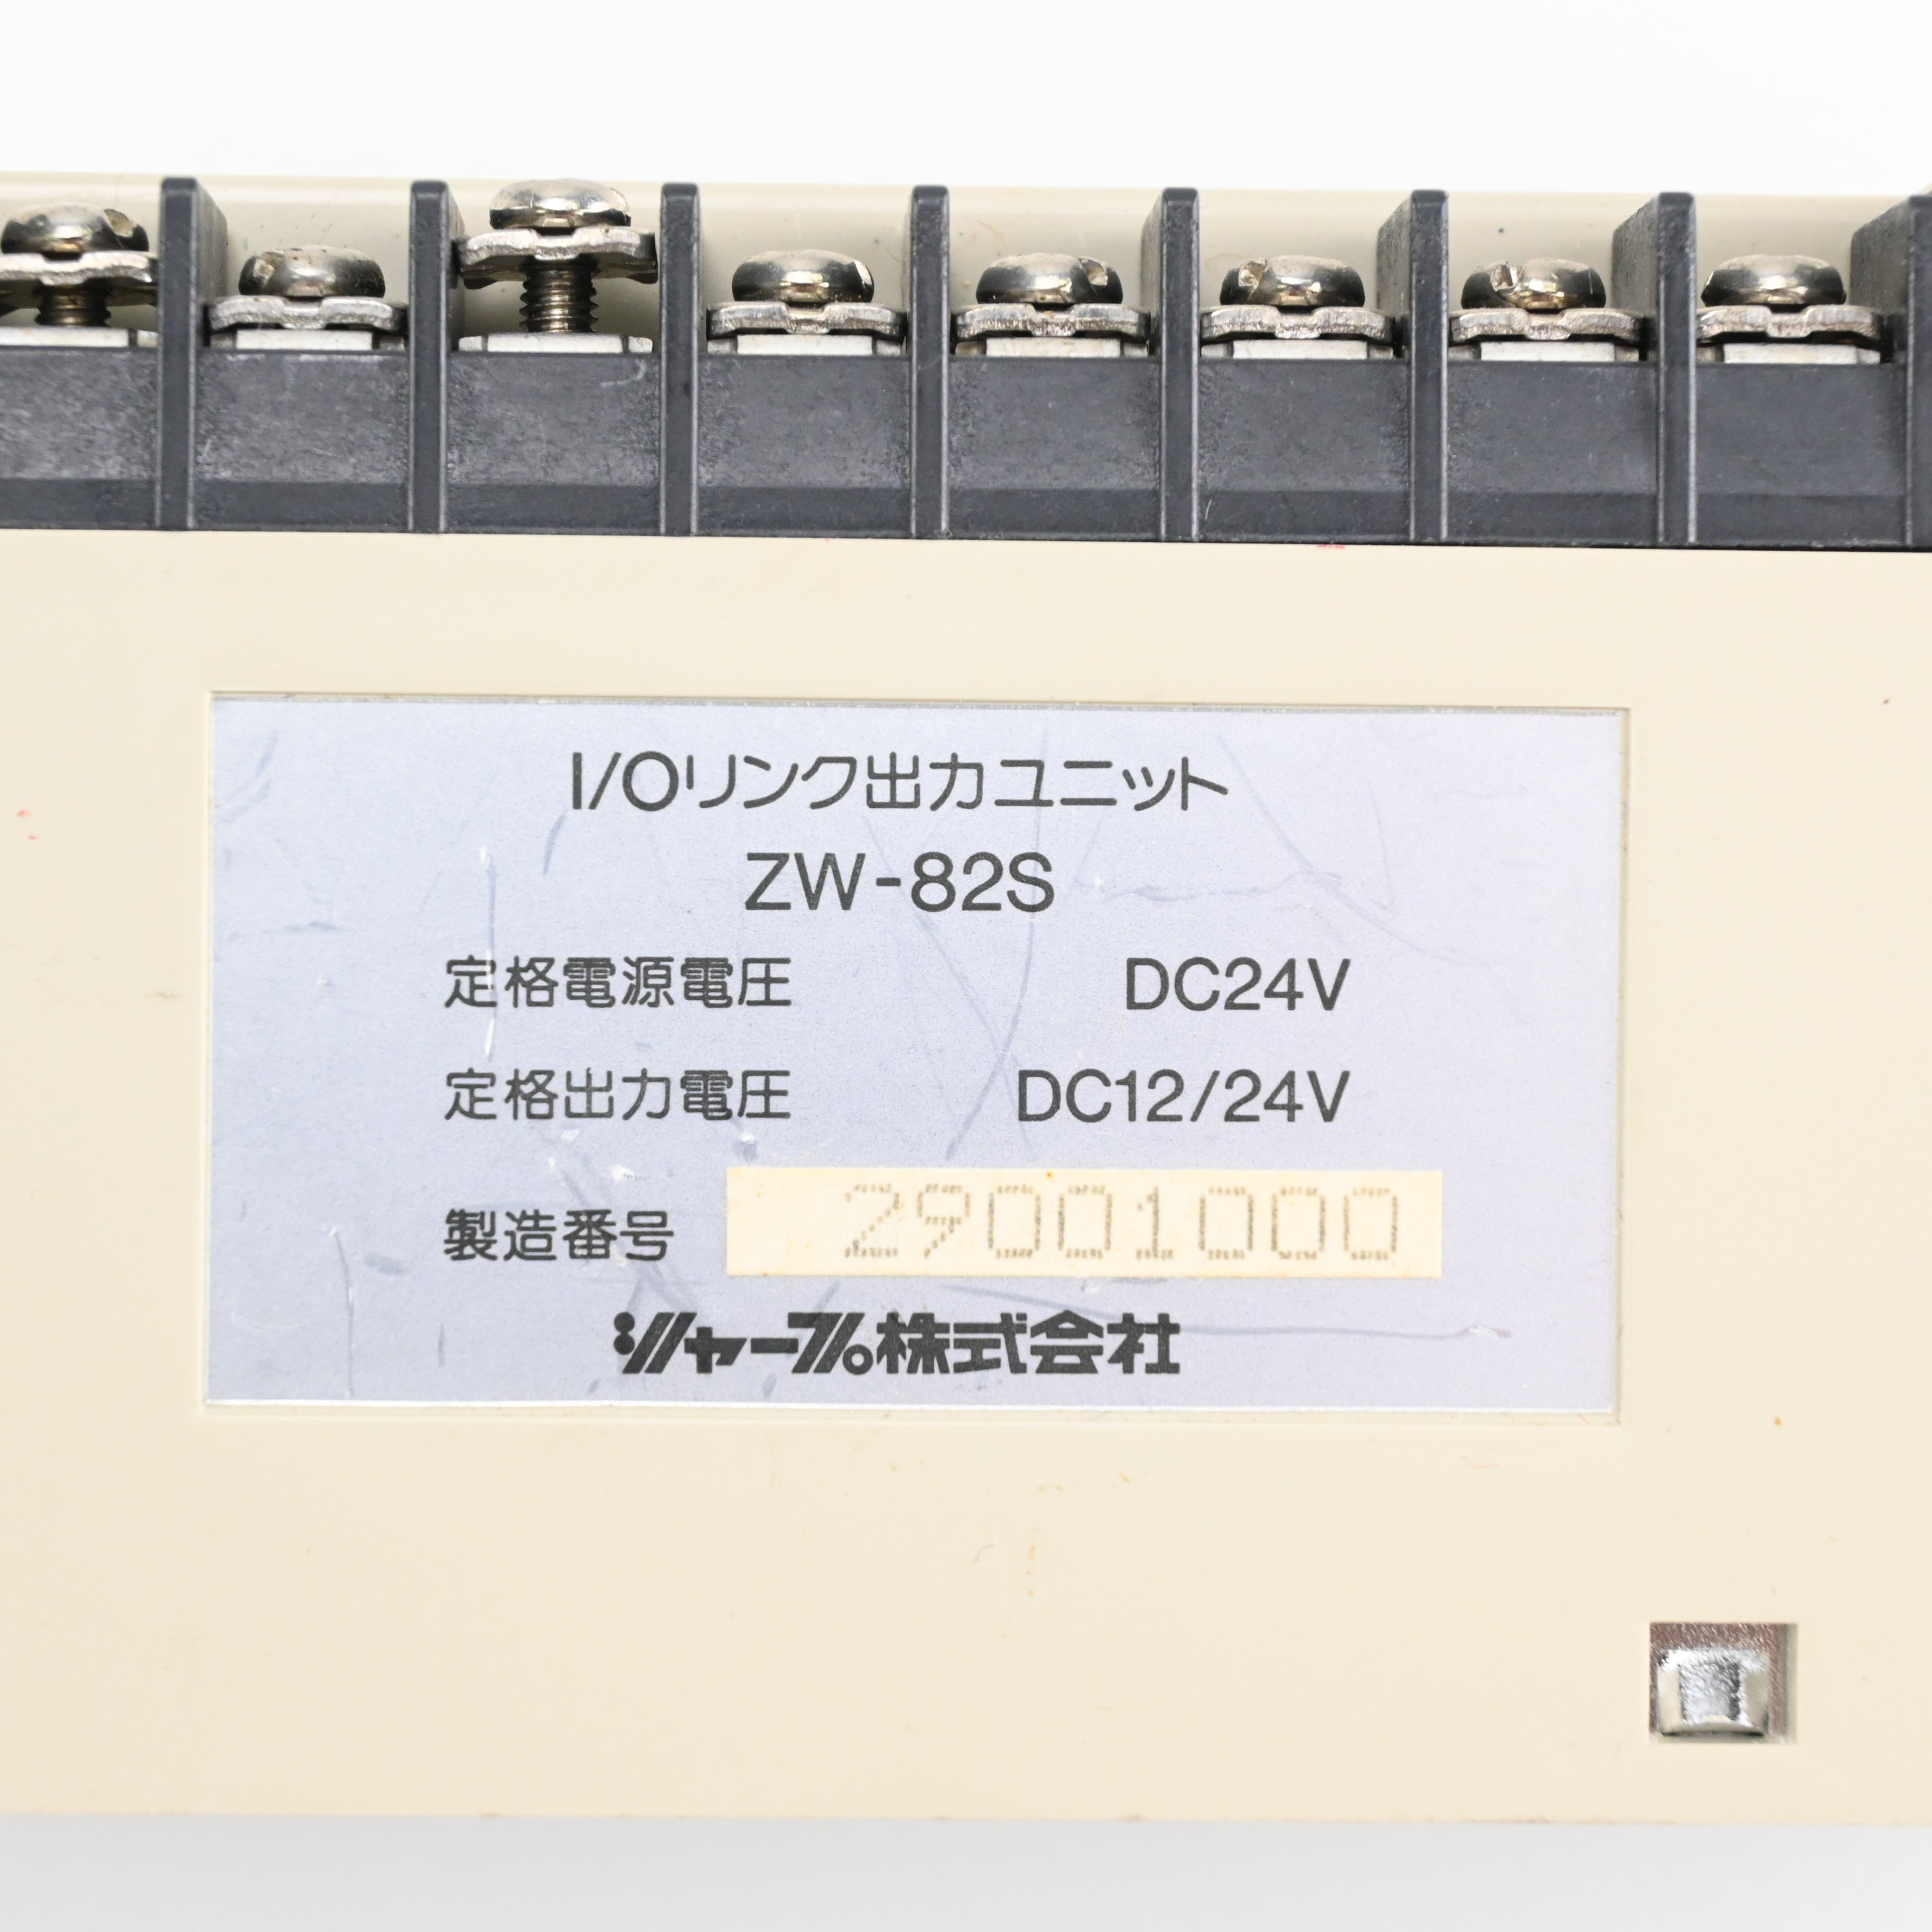 I/Oリンク出力ユニット
ZW-82S
定格電源電圧 DC24V
定格出力電圧 DC12/24V
製造番号 29001000
シャープ株式会社